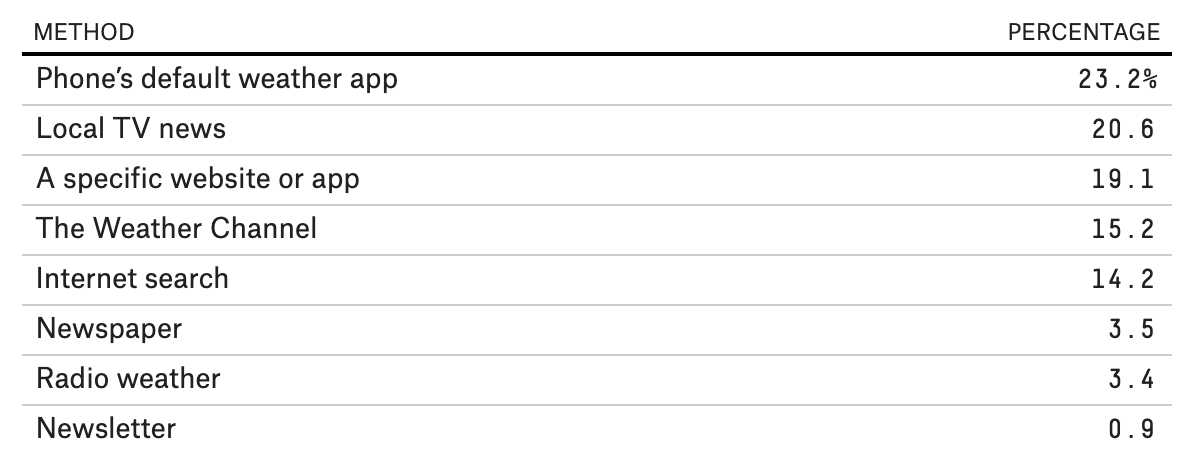 METHOD PERCENTAGE
Phone’s default weather app 23.2%
Local TV news 20.6
A specific website or app 19.1
The Weather Channel 15.2
Internet search 14.2
Newspaper 3.5
Radio weather 3.4
Newsletter 0.9